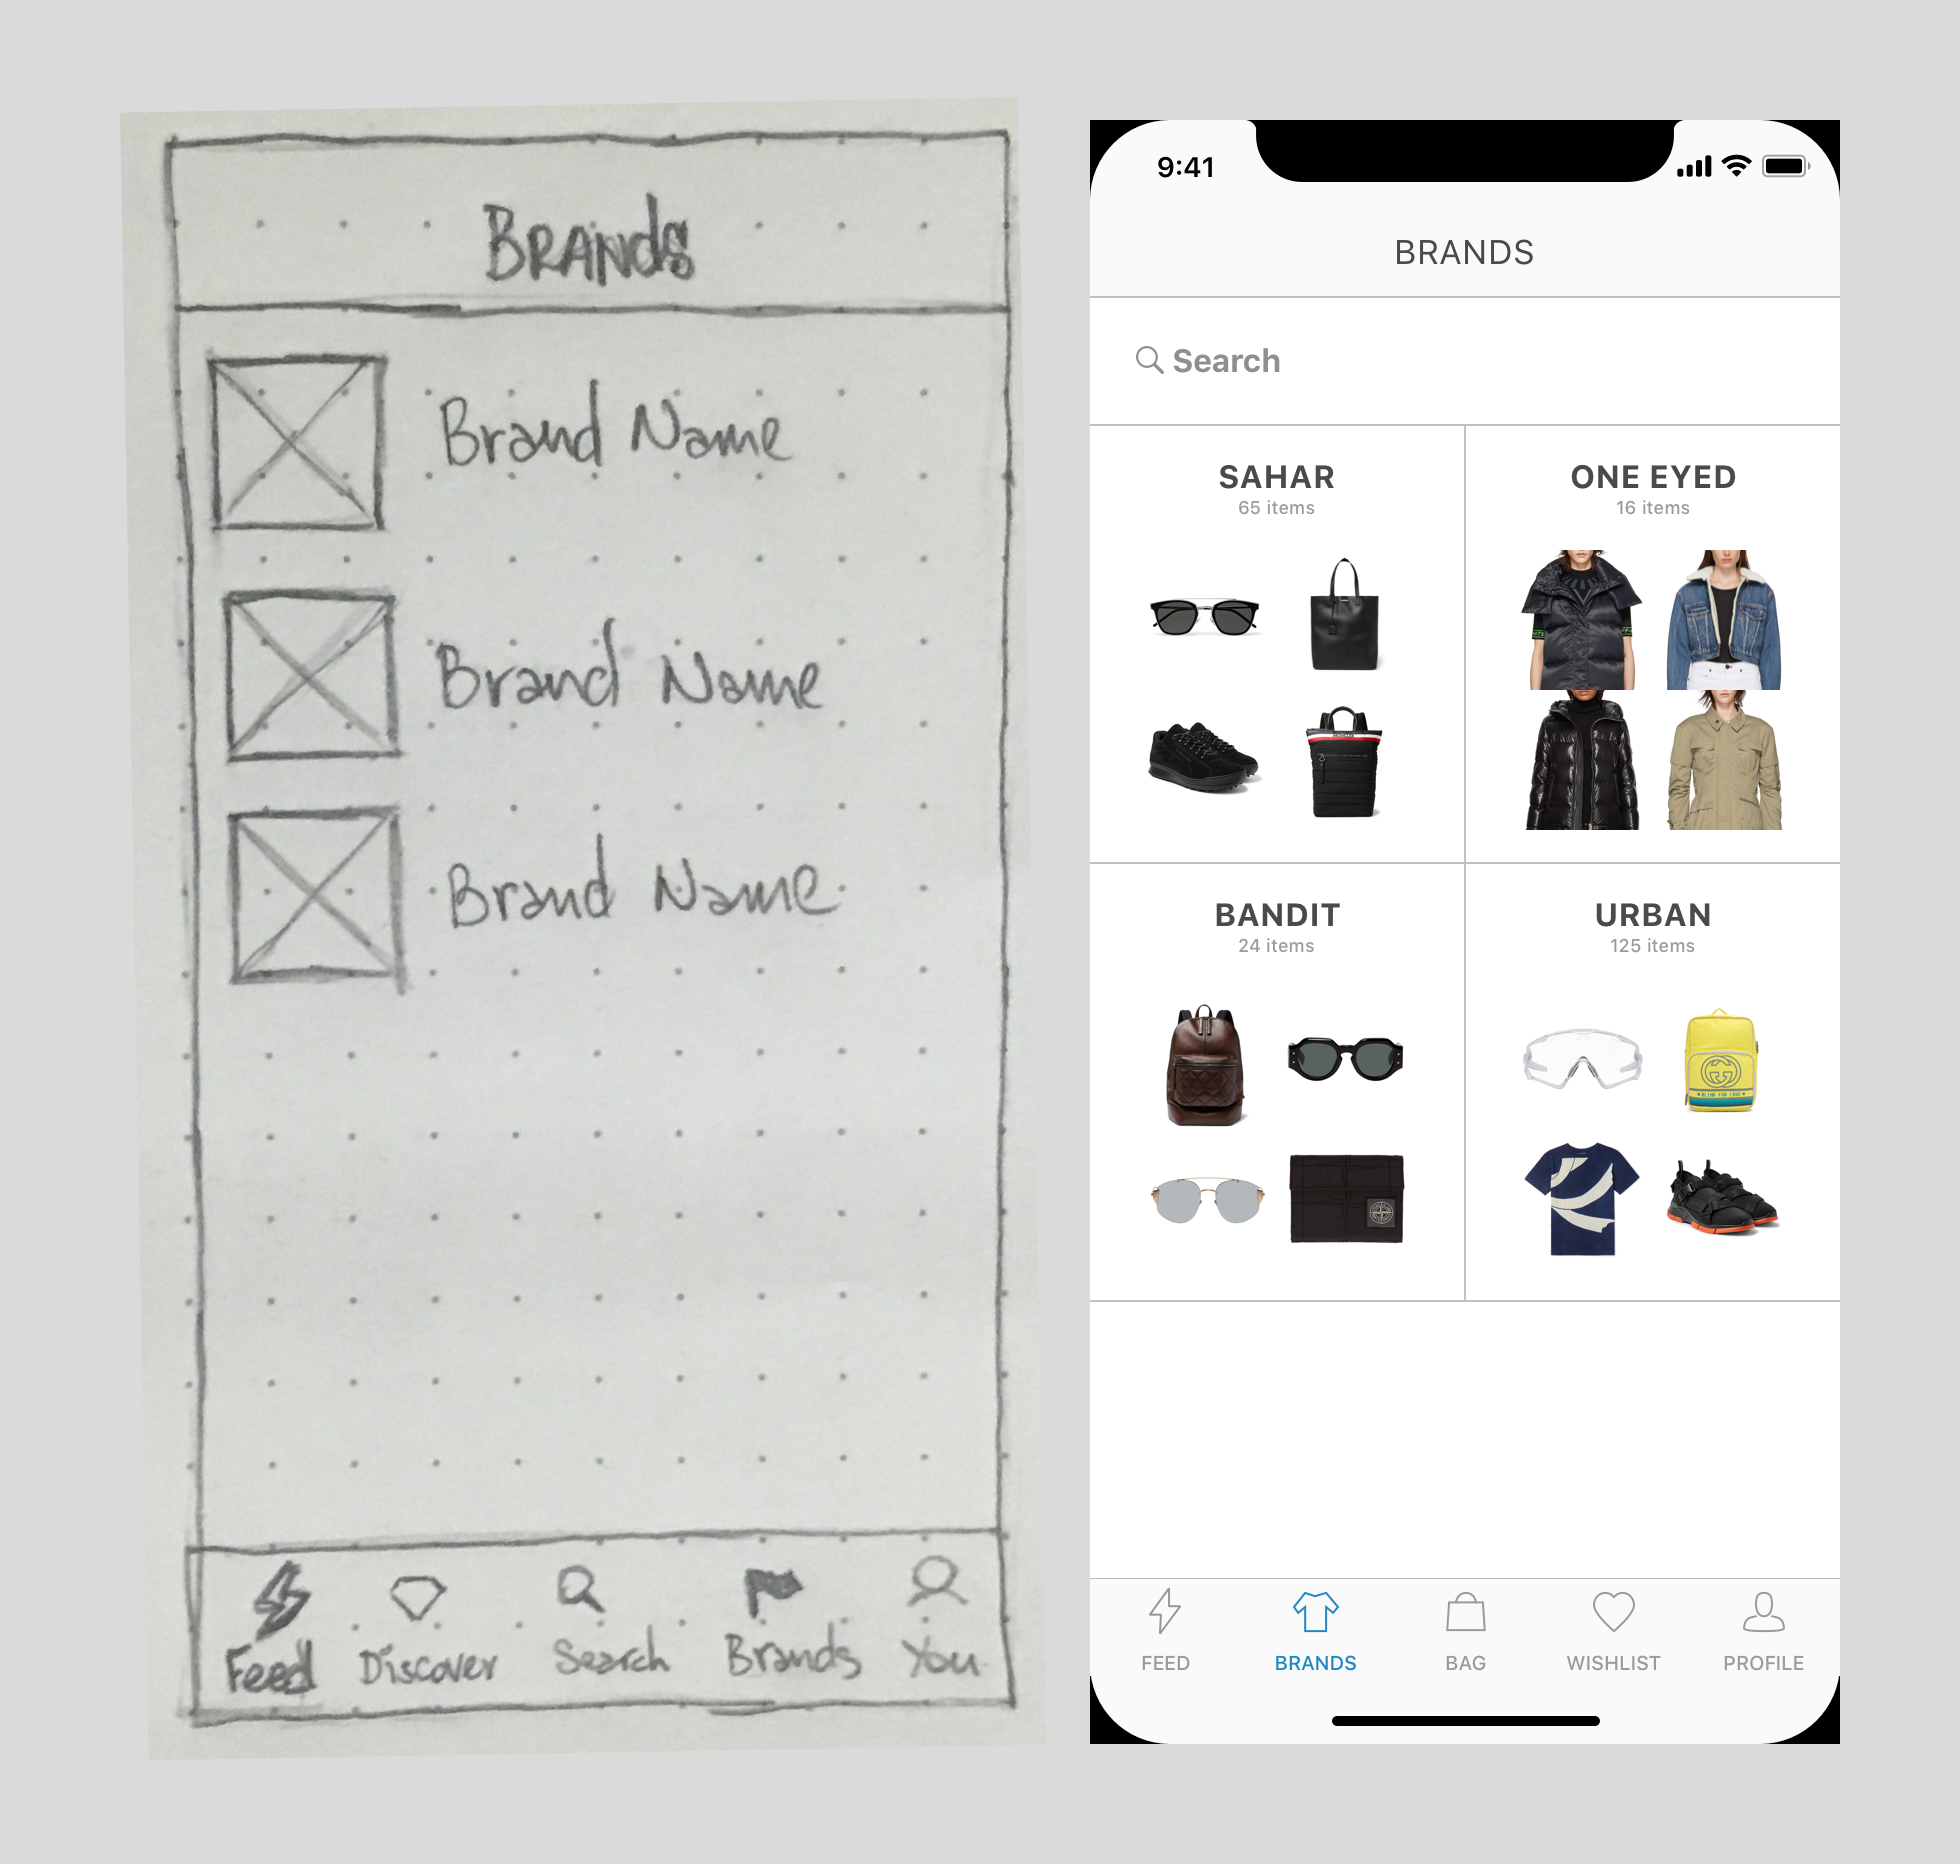 BRANds
Brand Name
Brand Name
Brand Name
Feed Discover Search Brands You
9:41
BRANDS
Search
SAHAR ONE EYED
65 items 16 items
MONCLER
BANDIT URBAN
24 items 125 items
FEED BRANDS BAG WISHLIST PROFILE